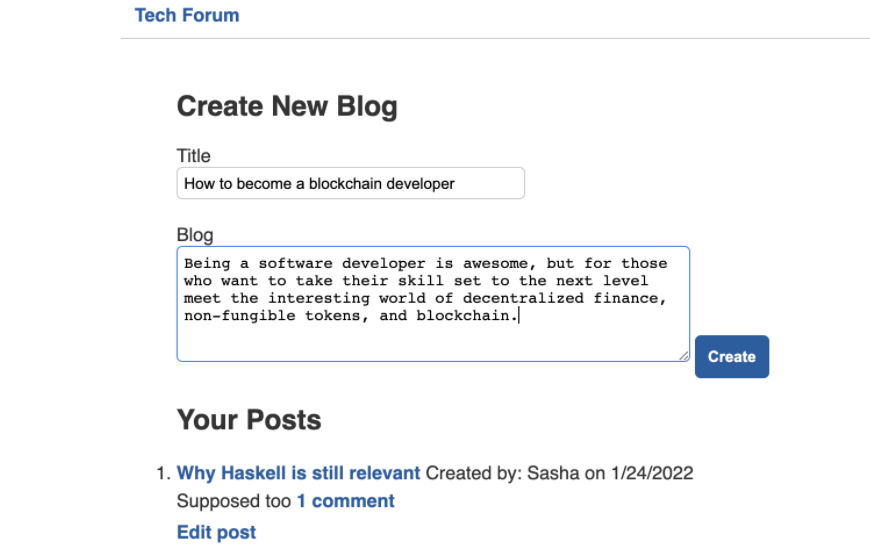 Tech Forum
Create New Blog
Title
How to become a blockchain developer
Blog
Being a software developer is awesome, but for those
who want to take their skill set to the next level
meet the interesting world of decentralized finance,
non-fungible tokens, and blockchain.
Create
Your Posts
1. Why Haskell is still relevant Created by: Sasha on 1/24/2022
Supposed too 1 comment
Edit post